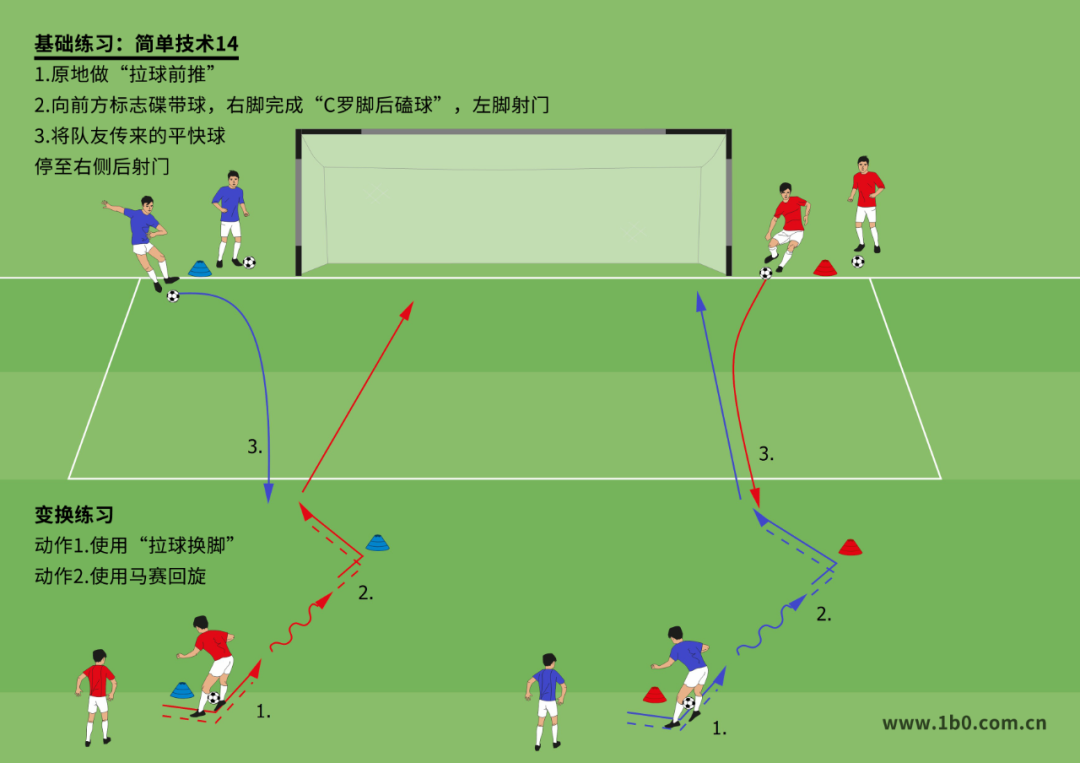 基础练习：简单技术14
1.原地做“拉球前推”
2.向前方标志碟带球，右脚完成“C罗脚后磕球”，左脚射门
3.将队友传来的平快球
停至右侧后射门
3.
3.
变换练习
动作1.使用“拉球换脚”
动作2.使用马赛回旋
2.
2.
1.
1.
www.1b0.com.cn